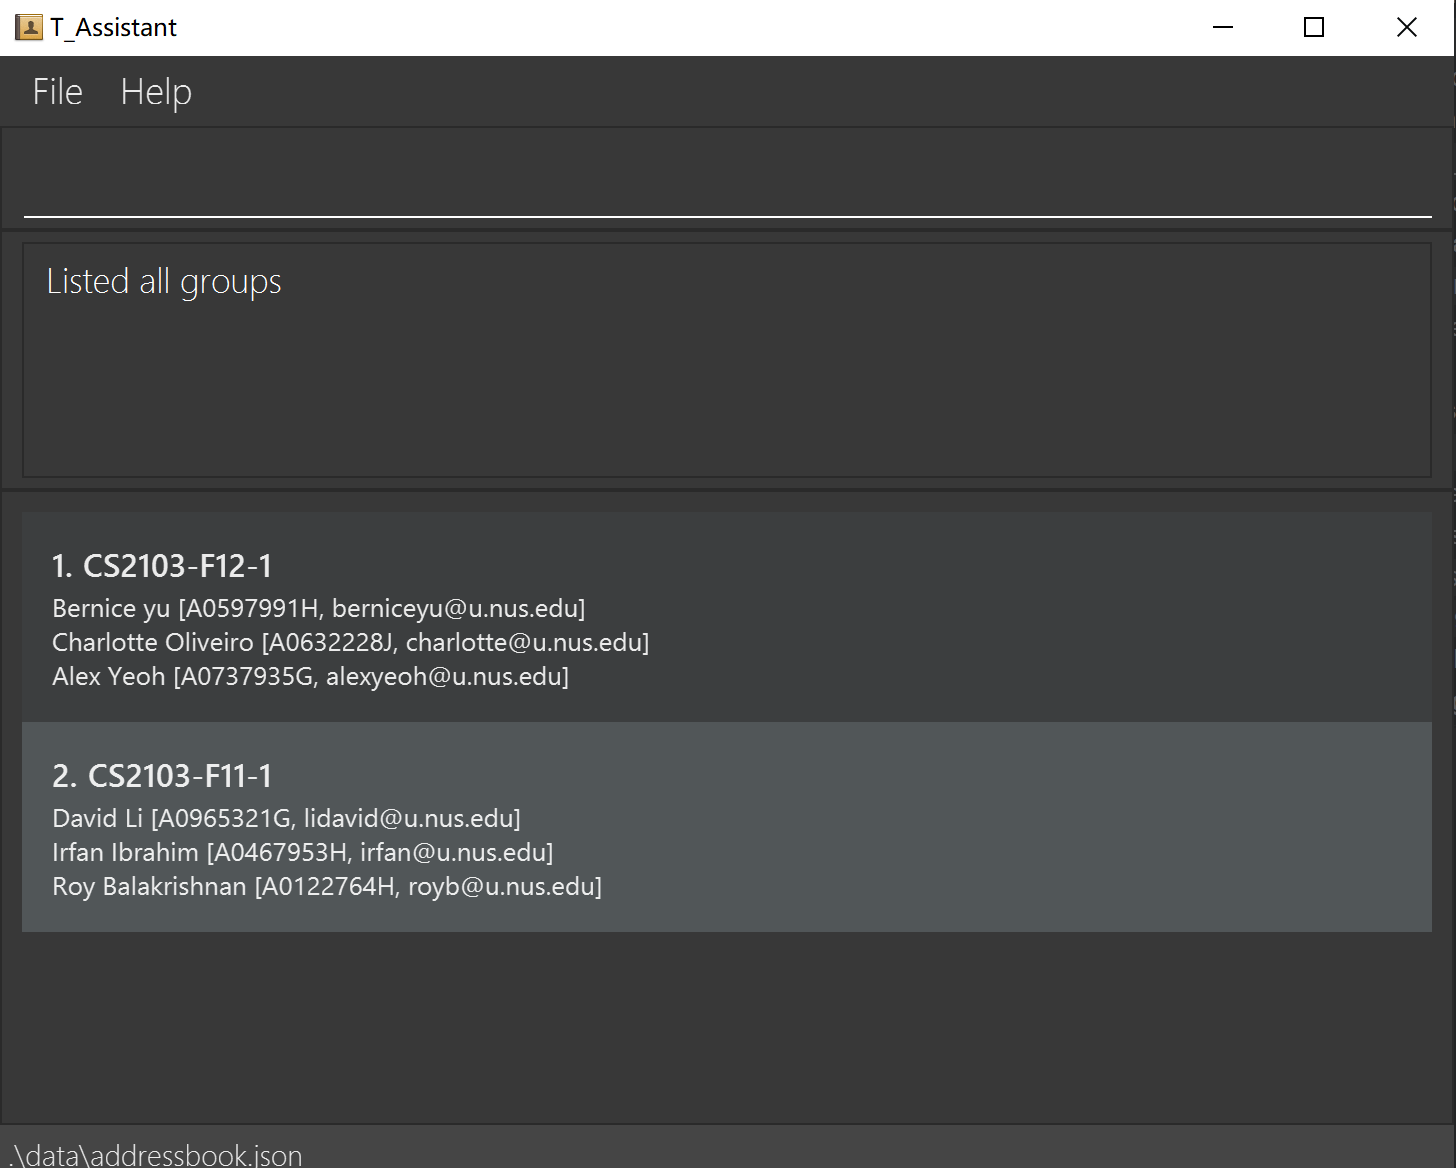 T_Assistant
File Help
Listed all groups
1. CS2103-F12-1
Bernice yu [A0597991H, berniceyu@u.nus.edu]
Charlotte Oliveiro [A0632228J, charlotte@u.nus.edu]
Alex Yeoh [A0737935G, alexyeoh@u.nus.edu]
2. CS2103-F11-1
David Li [A0965321G, lidavid@u.nus.edu]
Irfan Ibrahim [A0467953H, irfan@u.nus.edu]
Roy Balakrishnan [A0122764H, royb@u.nus.edu]
.\data\addressbook.json